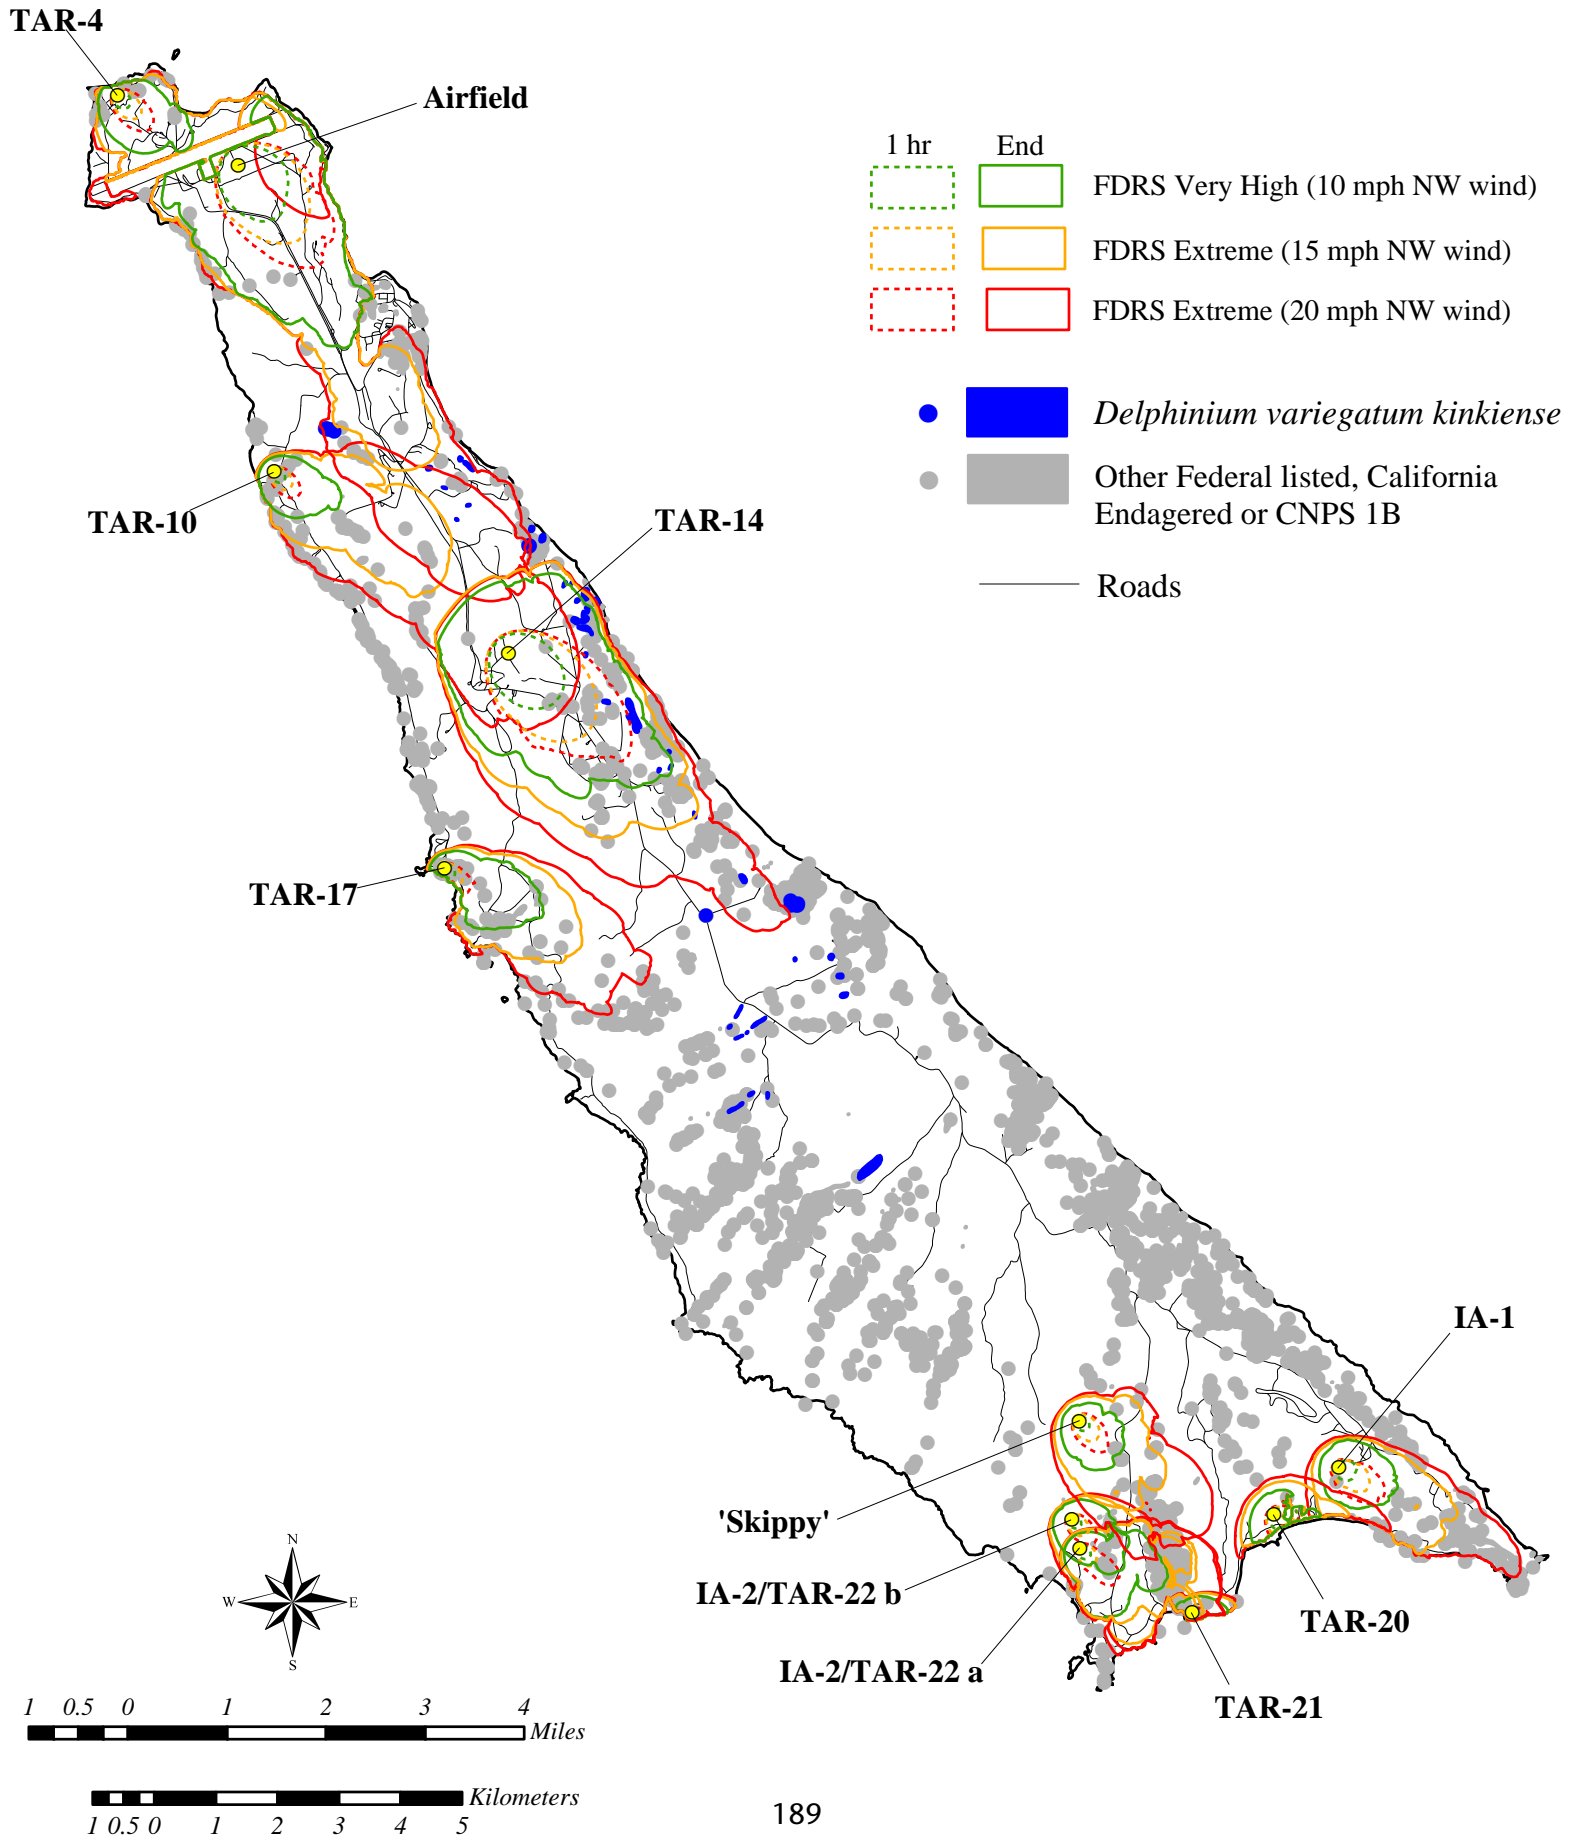 TAR-4
Airfield
1 hr End
FDRS Very High (10 mph NW wind)
FDRS Extreme (15 mph NW wind)
FDRS Extreme (20 mph NW wind)
Delphinium variegatum kinkiense
Other Federal listed, California
Endagered or CNPS 1B
Roads
TAR-10
TAR-14
TAR-17
IA-1
'Skippy'
IA-2/TAR-22 b
IA-2/TAR-22 a
TAR-20
TAR-21
N
W E
S
1 0.5 0 1 2 3 4
Miles
Kilometers
1 0.5 0 1 2 3 4 5
189